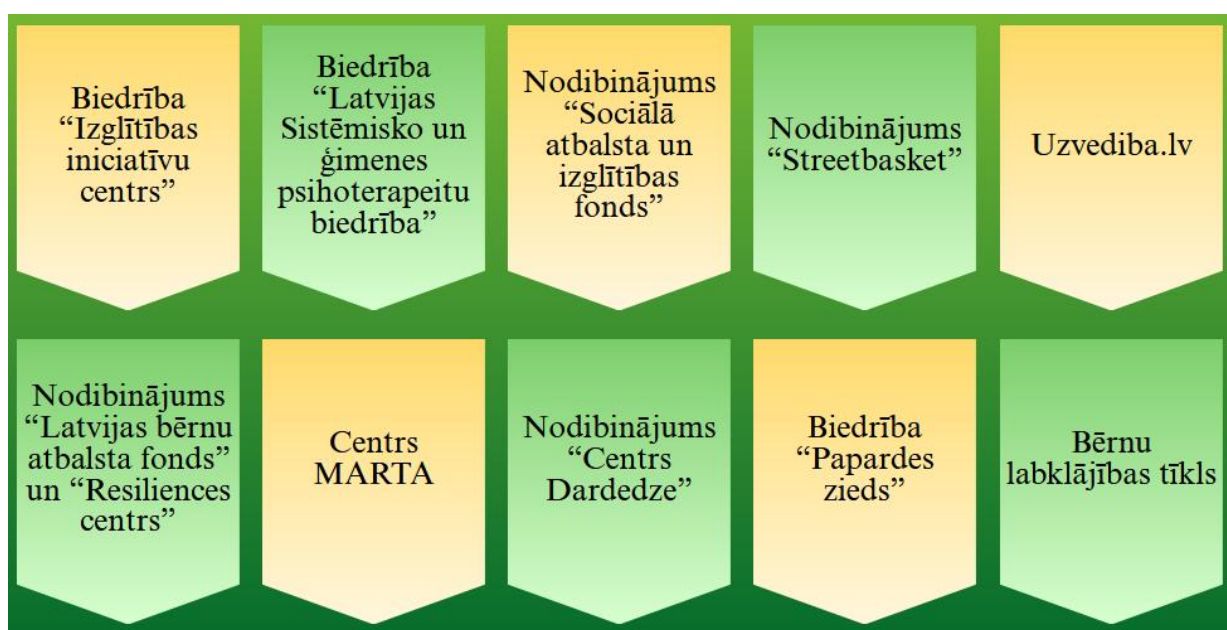 Biedrība
“Izglītības
iniciatīvu
centrs”
Biedrība
“Latvijas
Sistēmisko un
ģimenes
psihoterapeitu
biedrība”
Nodibinājums
“Sociālā
atbalsta un
izglītības
fonds”
Nodibinājums
“Streetbasket”
Uzvediba.lv
Nodibinājums
“Latvijas bērnu
atbalsta fonds”
un “Resiliences
centrs”
Centrs
MARTA
Nodibinājums
“Centrs
Dardedze”
Biedrība
“Papardes
zieds”
Bērnu
labklājības tīkls